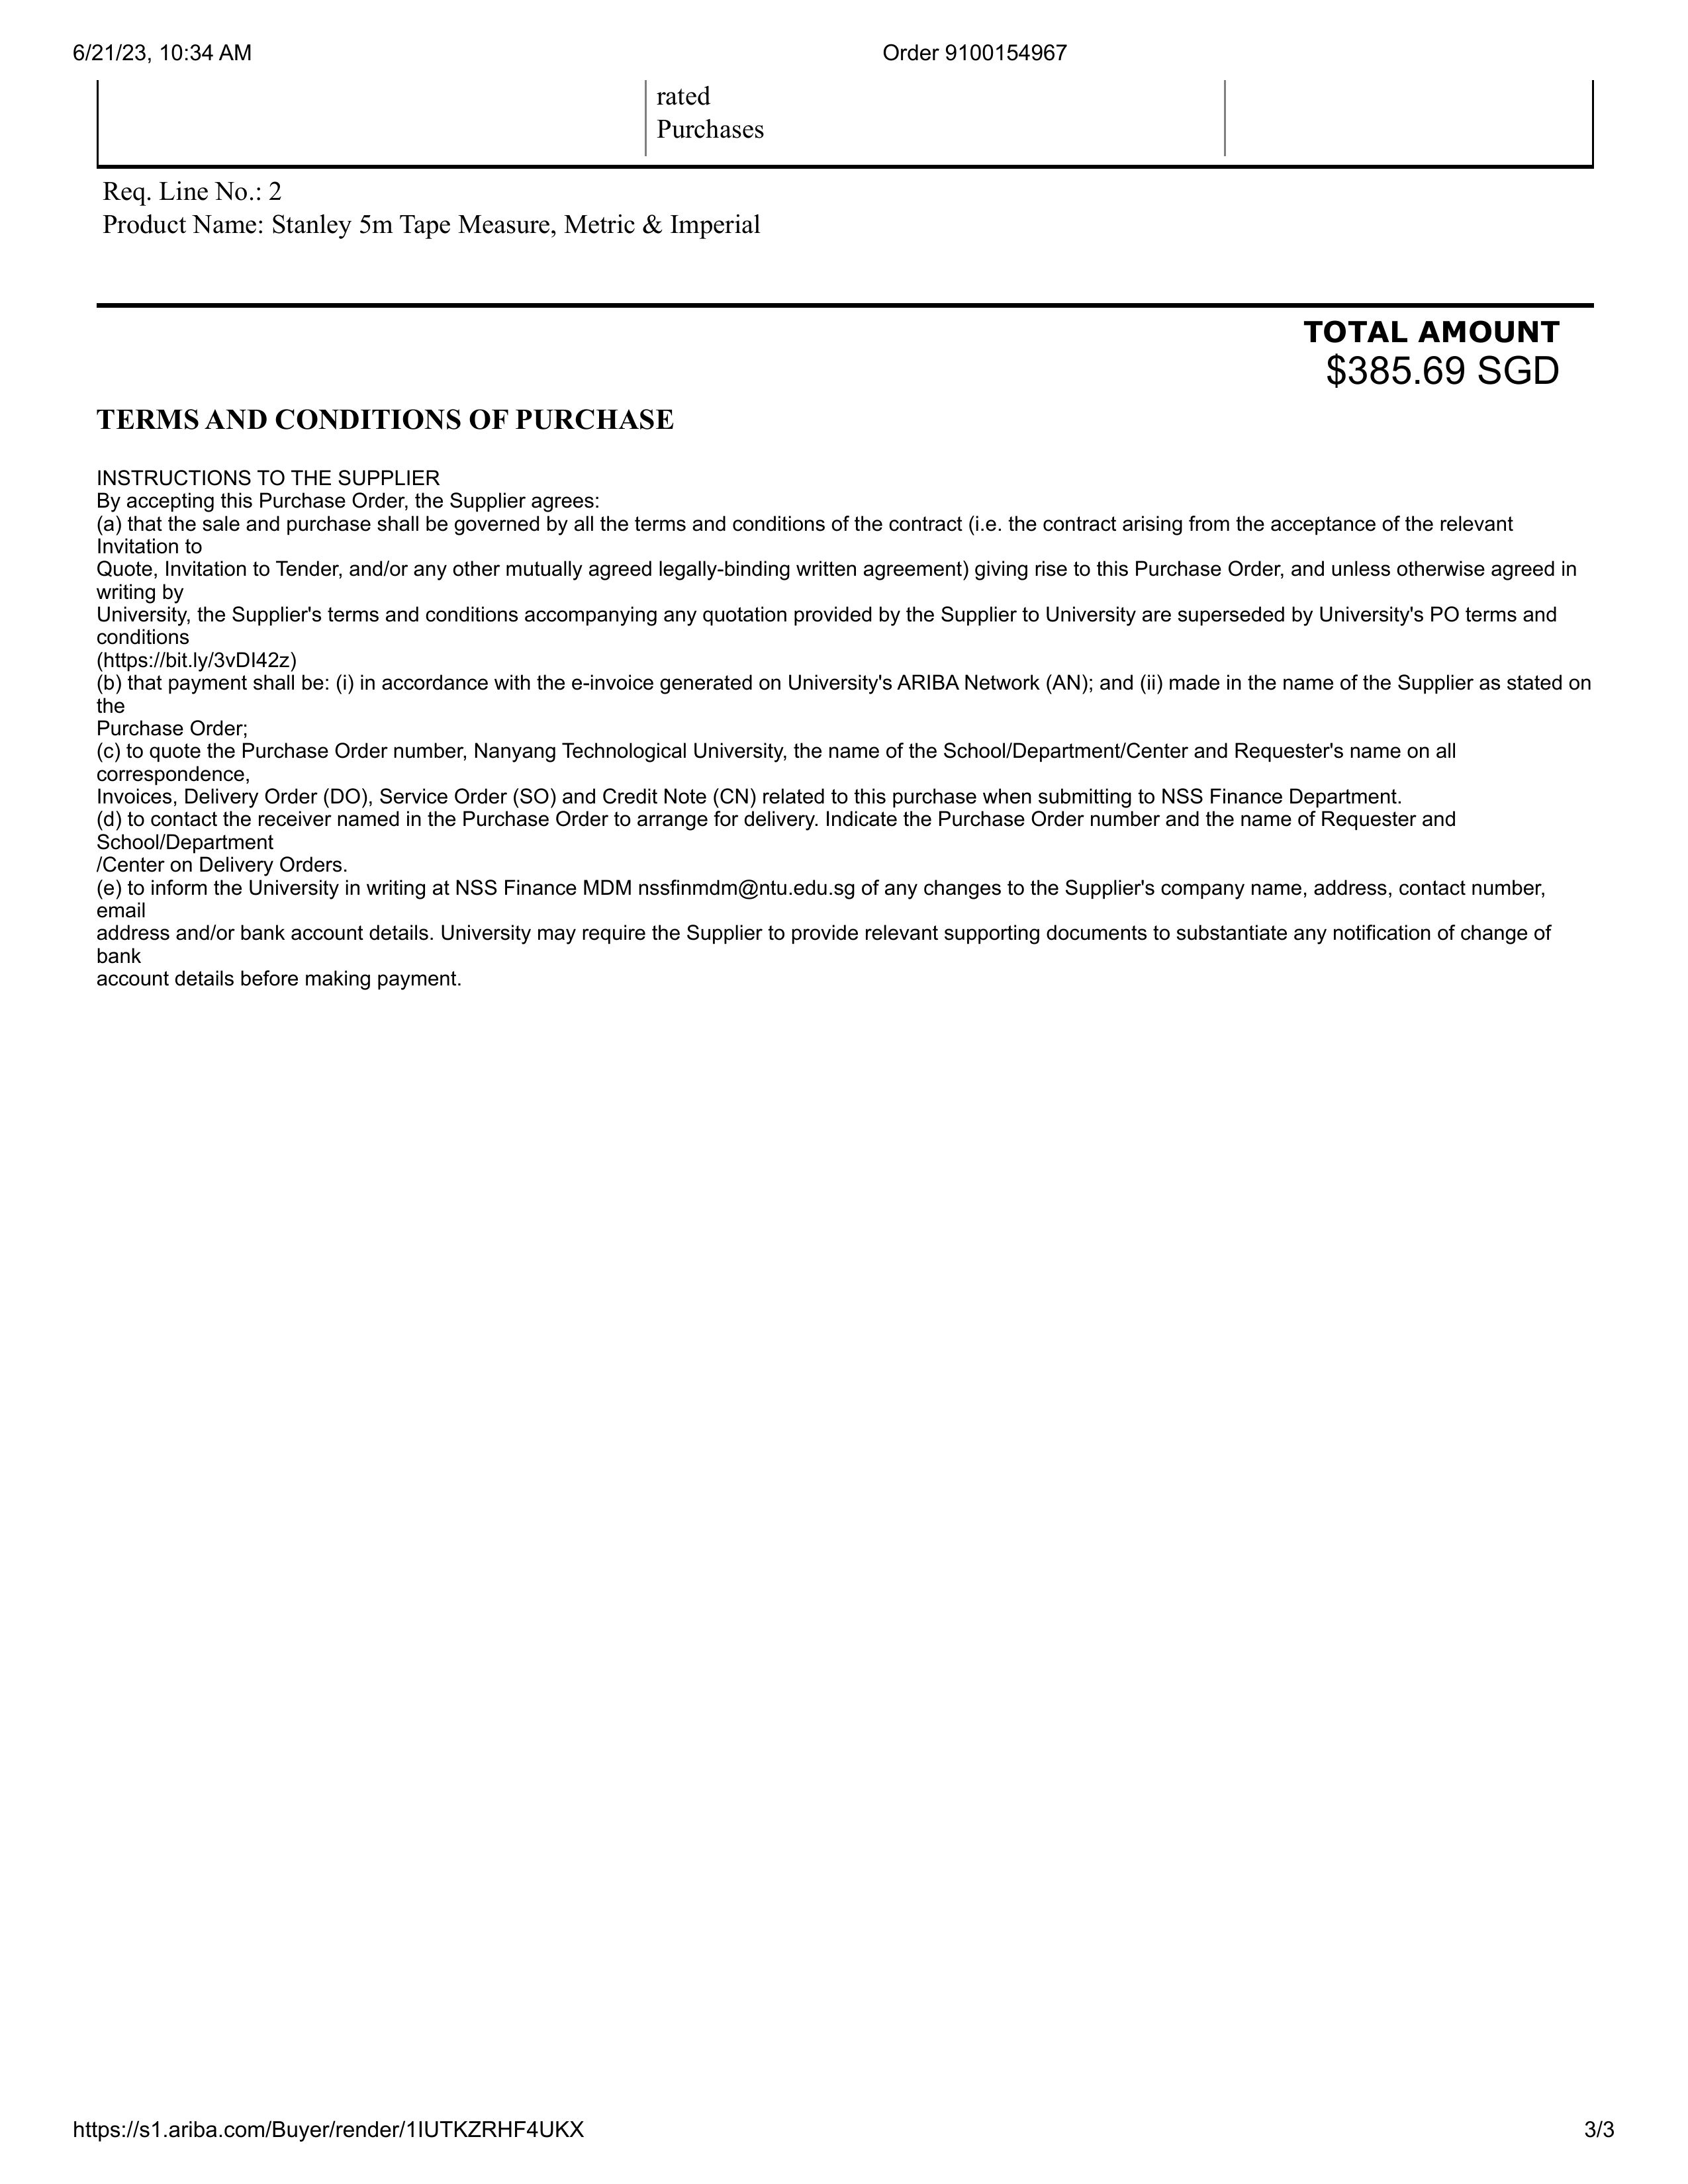 6/21/23, 10:34 AM
Order 9100154967
rated
Purchases
Req. Line No.: 2
Product Name: Stanley 5m Tape Measure, Metric & Imperial
TOTAL AMOUNT
$385.69 SGD
TERMS AND CONDITIONS OF PURCHASE
INSTRUCTIONS TO THE SUPPLIER
By accepting this Purchase Order, the Supplier agrees:
(a) that the sale and purchase shall be governed by all the terms and conditions of the contract (i.e. the contract arising from the acceptance of the relevant
Invitation to
Quote, Invitation to Tender, and/or any other mutually agreed legally-binding written agreement) giving rise to this Purchase Order, and unless otherwise agreed in
writing by
University, the Supplier's terms and conditions accompanying any quotation provided by the Supplier to University are superseded by University's PO terms and
conditions
(https://bit.ly/3vDI42z)
(b) that payment shall be: (i) in accordance with the e-invoice generated on University's ARIBA Network (AN); and (ii) made in the name of the Supplier as stated on
the
Purchase Order;
(c) to quote the Purchase Order number, Nanyang Technological University, the name of the School/Department/Center and Requester's name on all
correspondence,
Invoices, Delivery Order (DO), Service Order (SO) and Credit Note (CN) related to this purchase when submitting to NSS Finance Department.
(d) to contact the receiver named in the Purchase Order to arrange for delivery. Indicate the Purchase Order number and the name of Requester and
School/Department
/Center on Delivery Orders.
(e) to inform the University in writing at NSS Finance MDM nssfinmdm@ntu.edu.sg of any changes to the Supplier's company name, address, contact number,
email
address and/or bank account details. University may require the Supplier to provide relevant supporting documents to substantiate any notification of change of
bank
account details before making payment.
https://s1.ariba.com/Buyer/render/1IUTKZRHF4UKX
3/3